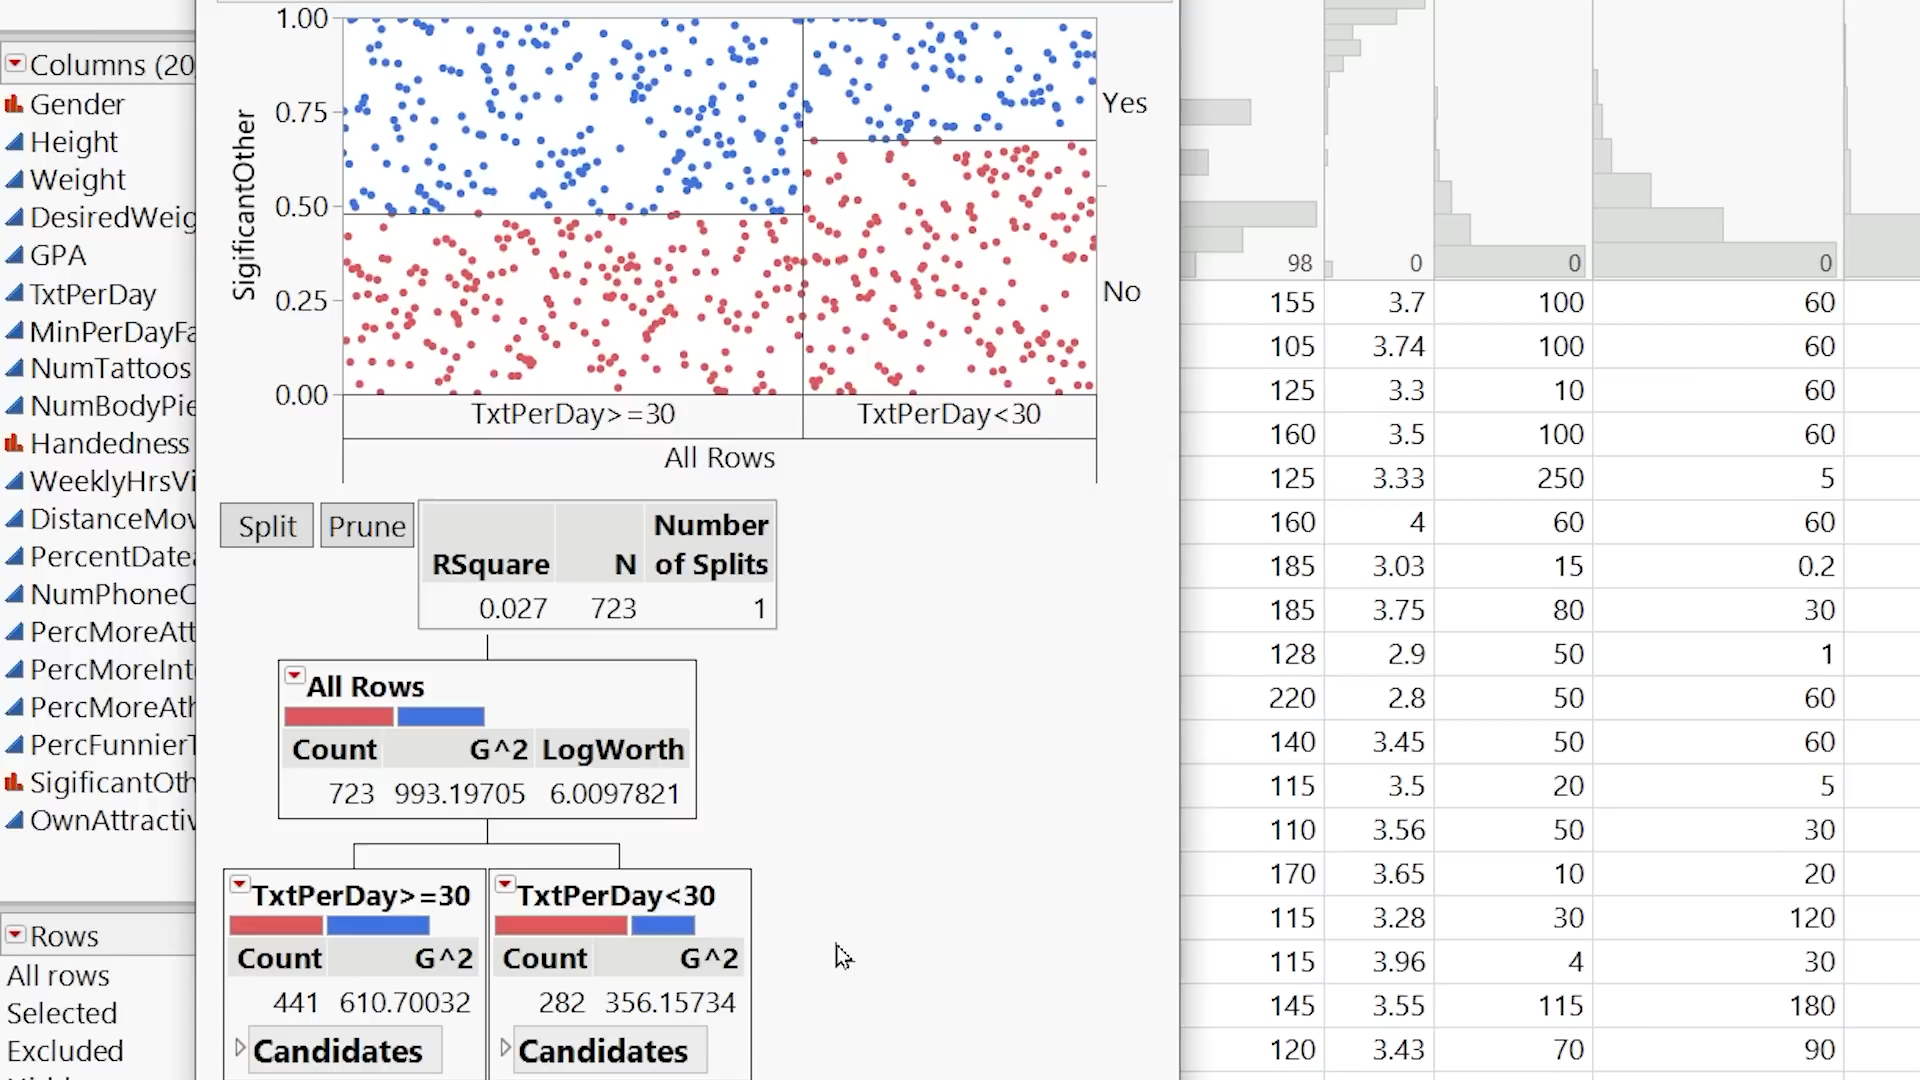 Columns (20
Gender
Height
Weight
DesiredWeig
GPA
TxtPerDay
MinPerDayFa
NumTattoos
NumBodyPie
Handedness
WeeklyHrsVi
DistanceMov
PercentDatea
NumPhoneC
PercMoreAtt
PercMoreInt
PercMoreAth
PercFunnierT
SigificantOth
OwnAttractiv
Rows
All rows
Selected
Excluded
SigificantOther
1.00
0.75
0.50
0.25
0.00
Yes
No
TxtPerDay>=30 TxtPerDay<30
All Rows
Split Prune
RSquare N Number of Splits
0.027 723 1
All Rows
Count G^2 LogWorth
723 993.19705 6.0097821
TxtPerDay>=30
Count G^2
441 610.70032
Candidates
TxtPerDay<30
Count G^2
282 356.15734
Candidates
98 0 0 0
155 3.7 100 60
105 3.74 100 60
125 3.3 10 60
160 3.5 100 60
125 3.33 250 5
160 4 60 60
185 3.03 15 0.2
185 3.75 80 30
128 2.9 50 1
220 2.8 50 60
140 3.45 50 60
115 3.5 20 5
110 3.56 50 30
170 3.65 10 20
115 3.28 30 120
115 3.96 4 30
145 3.55 115 180
120 3.43 70 90